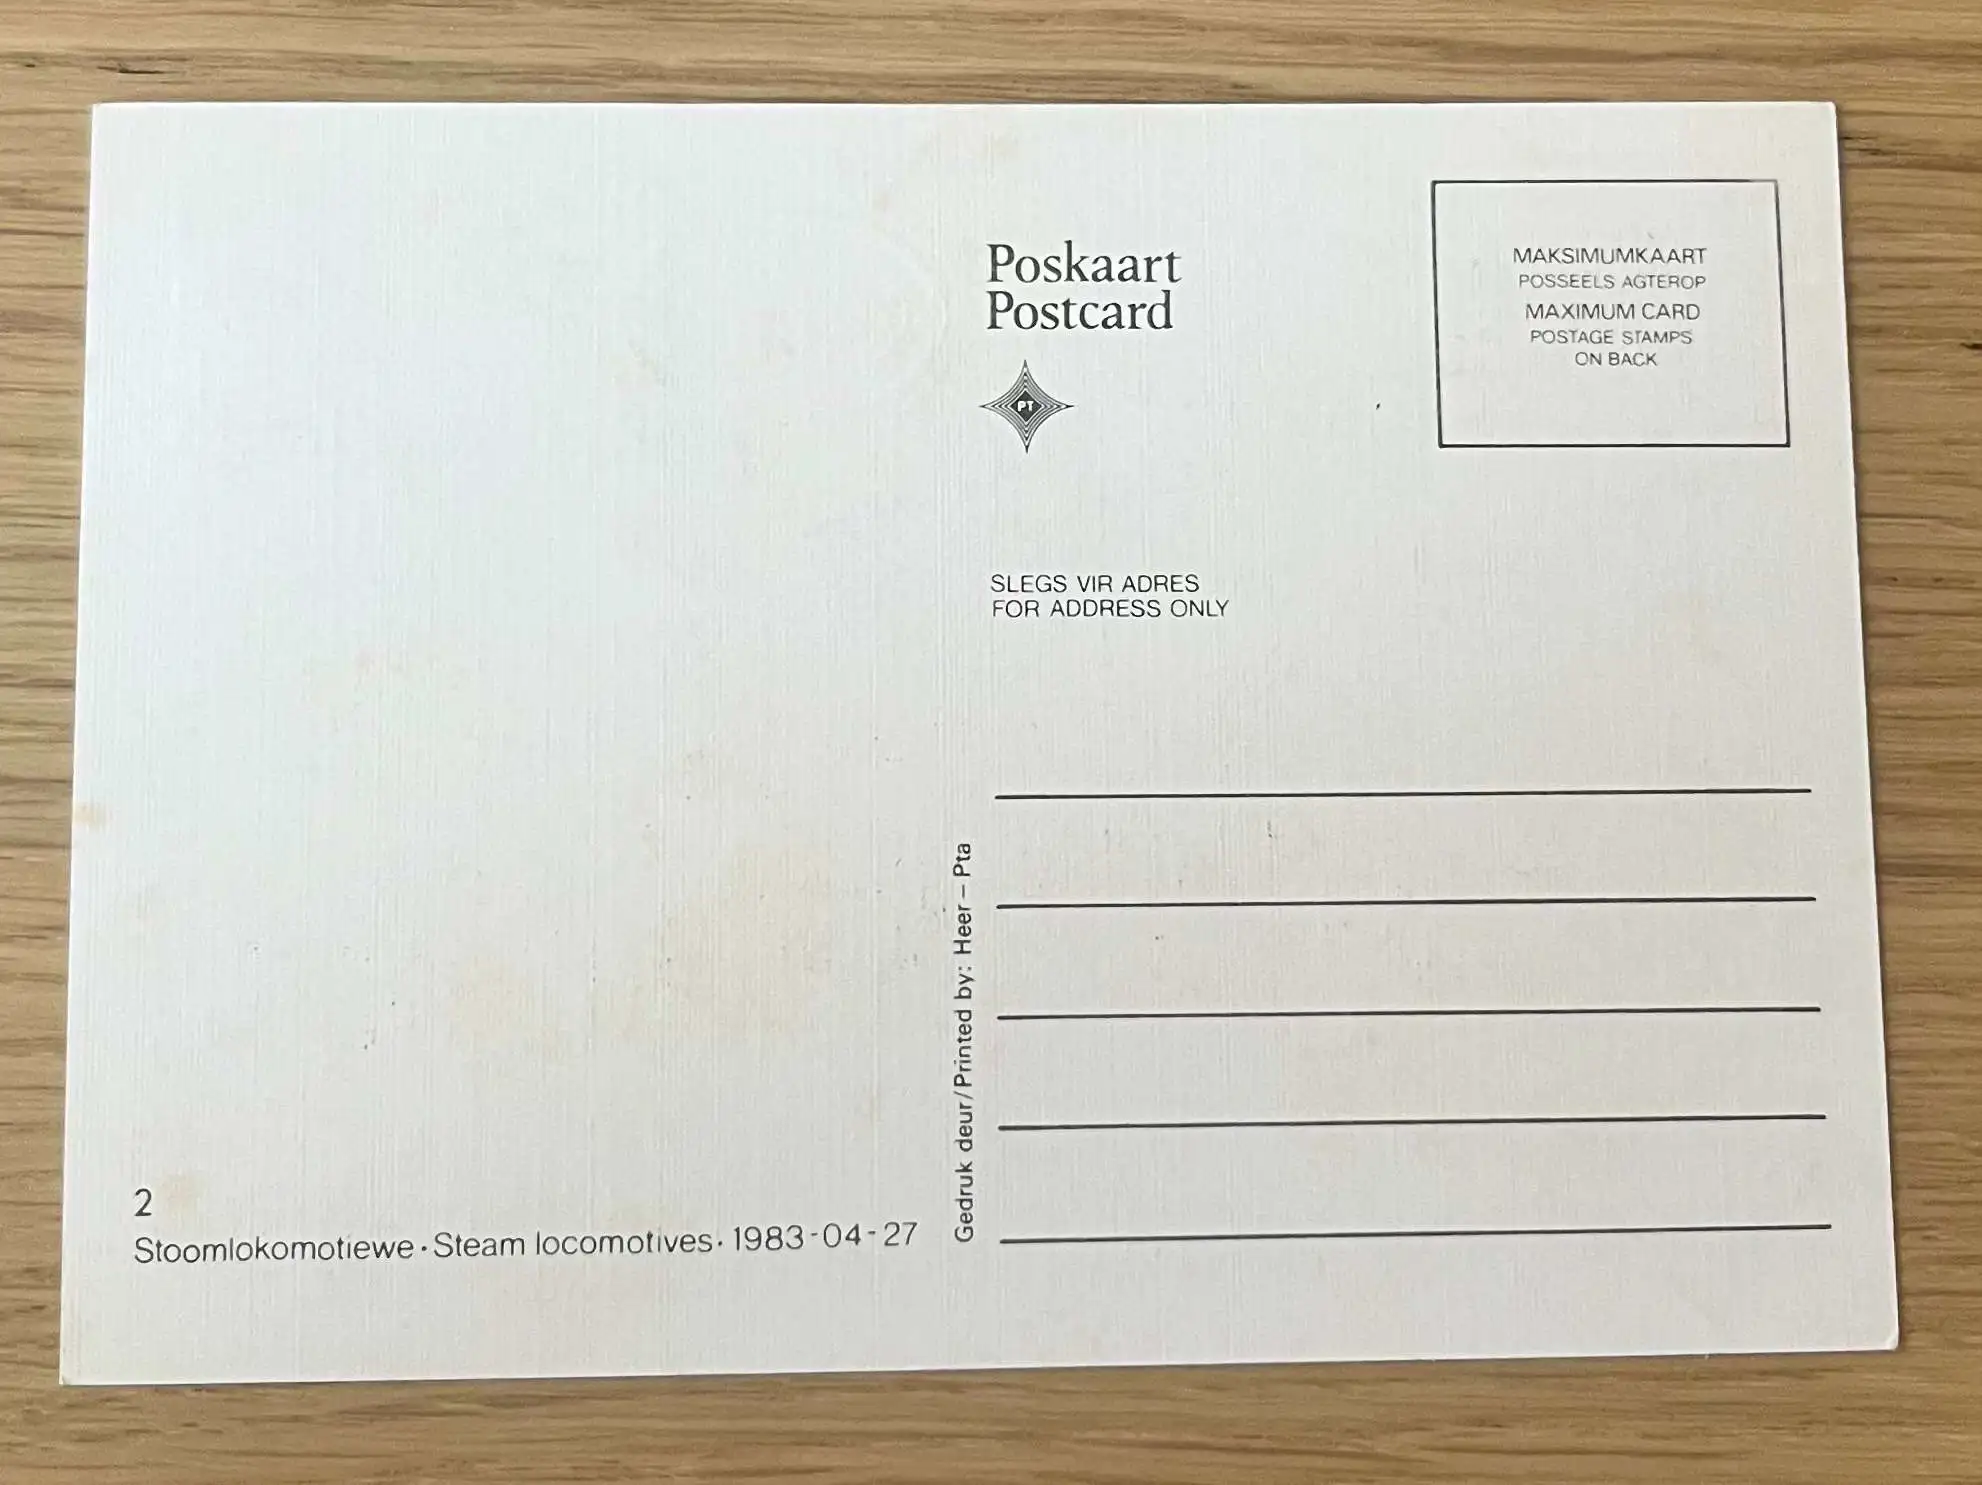 Poskaart
Postcard
PT
MAKSIMUMKAART
POSSEËLS AGTEROP
MAXIMUM CARD
POSTAGE STAMPS
ON BACK
SLEGS VIR ADRES
FOR ADDRESS ONLY
Gedruk deur/Printed by: Heer – Pta
2
Stoomlokomotiewe · Steam locomotives · 1983-04-27